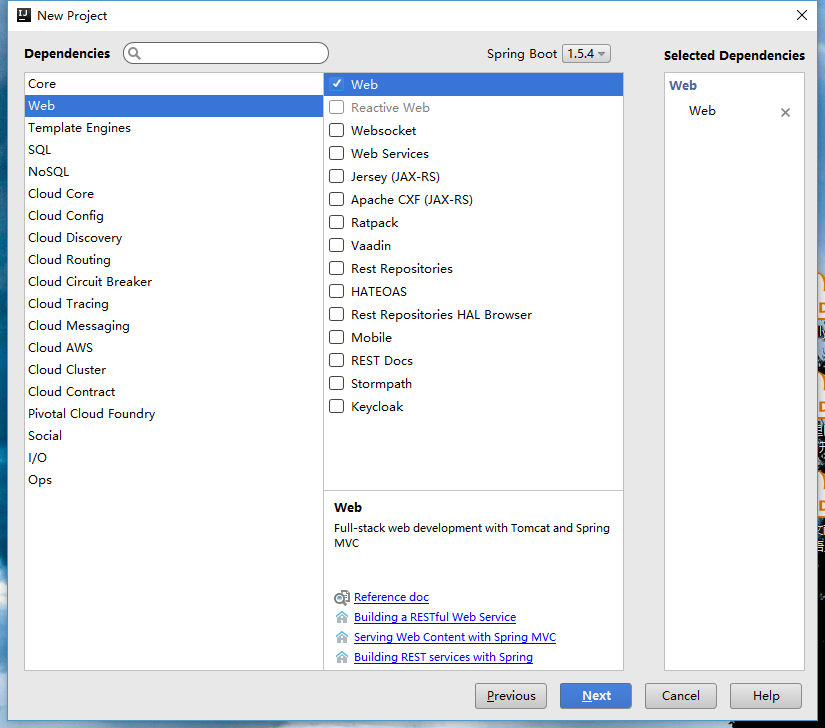 New Project
Dependencies
Spring Boot 1.5.4
Selected Dependencies
Core
Web
Template Engines
SQL
NoSQL
Cloud Core
Cloud Config
Cloud Discovery
Cloud Routing
Cloud Circuit Breaker
Cloud Tracing
Cloud Messaging
Cloud AWS
Cloud Cluster
Cloud Contract
Pivotal Cloud Foundry
Social
I/O
Ops
Web
Reactive Web
Websocket
Web Services
Jersey (JAX-RS)
Apache CXF (JAX-RS)
Ratpack
Vaadin
Rest Repositories
HATEOAS
Rest Repositories HAL Browser
Mobile
REST Docs
Stormpath
Keycloak
Web
Full-stack web development with Tomcat and Spring
MVC
Reference doc
Building a RESTful Web Service
Serving Web Content with Spring MVC
Building REST services with Spring
Web
Web
Previous
Next
Cancel
Help